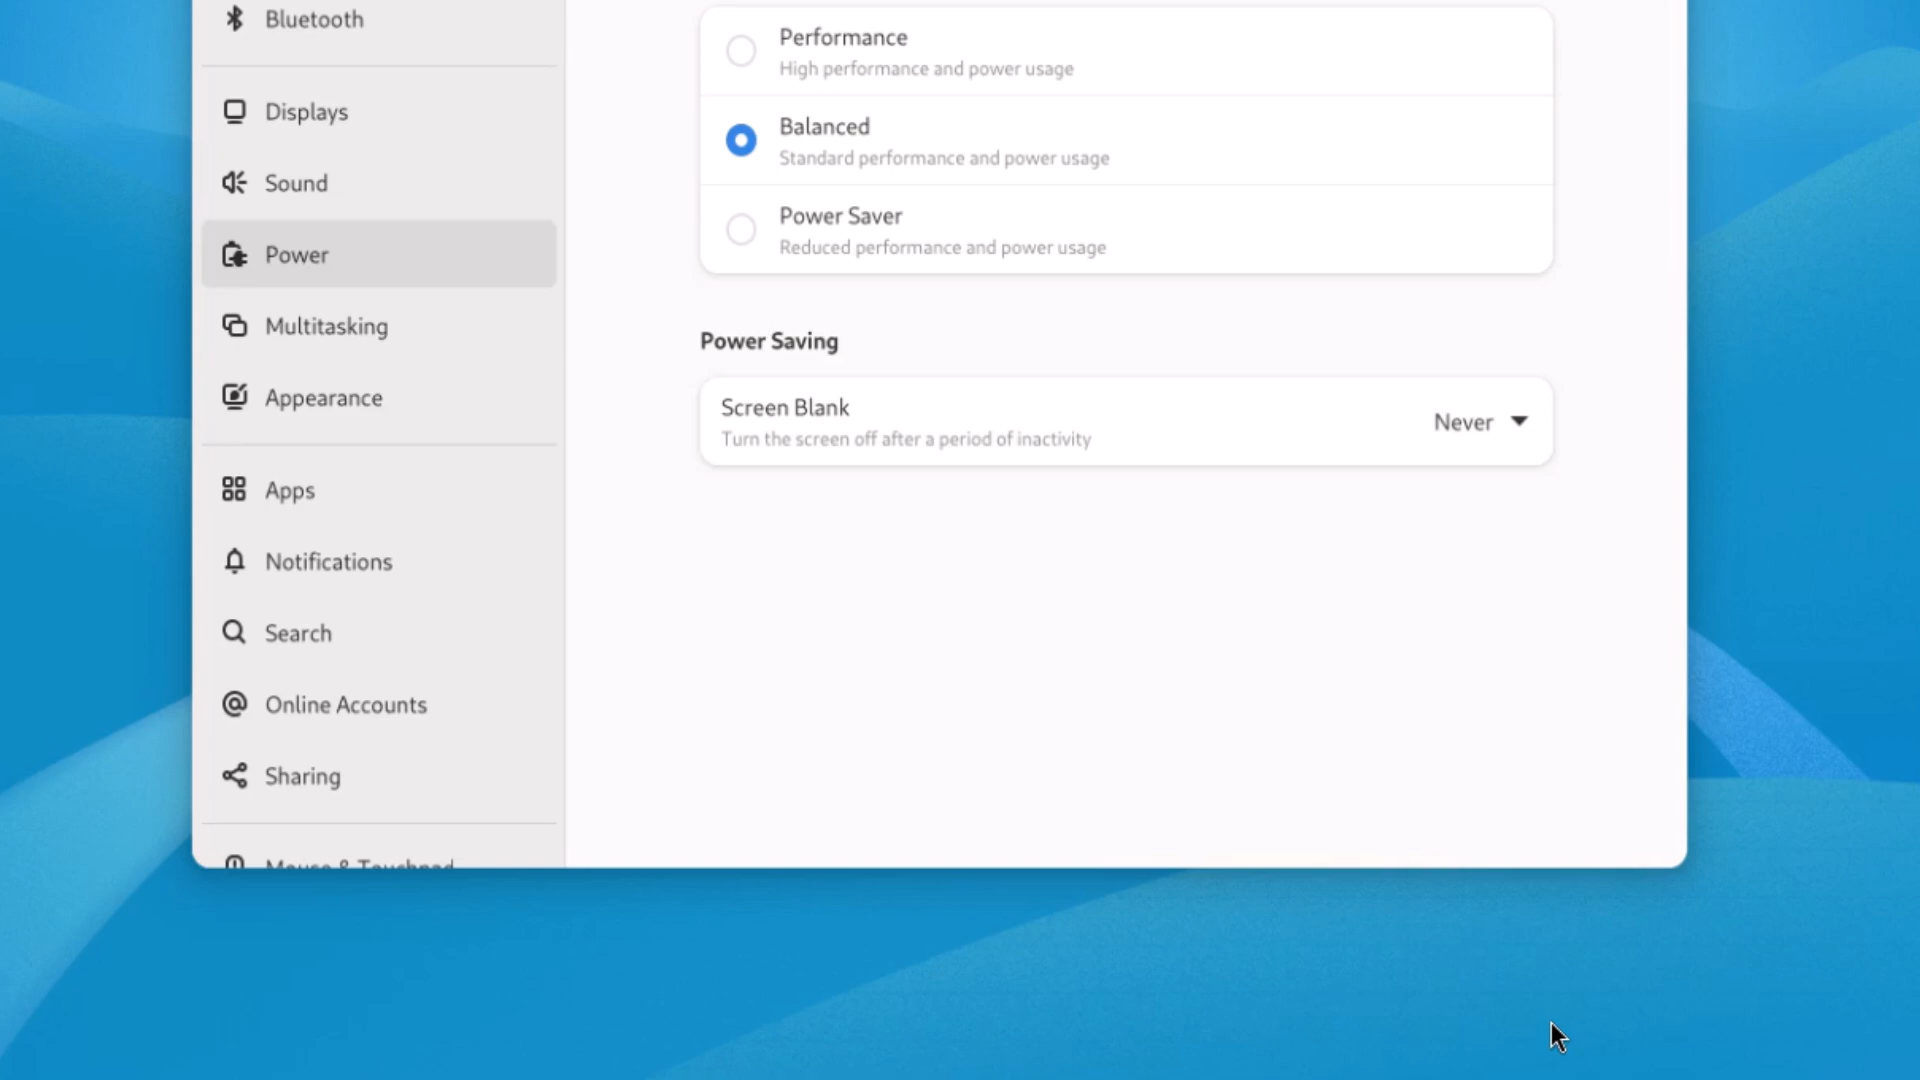 Bluetooth
Displays
Sound
Power
Multitasking
Appearance
Apps
Notifications
Search
Online Accounts
Sharing
Mouse & Touchpad
Performance
High performance and power usage
Balanced
Standard performance and power usage
Power Saver
Reduced performance and power usage
Power Saving
Screen Blank
Turn the screen off after a period of inactivity
Never